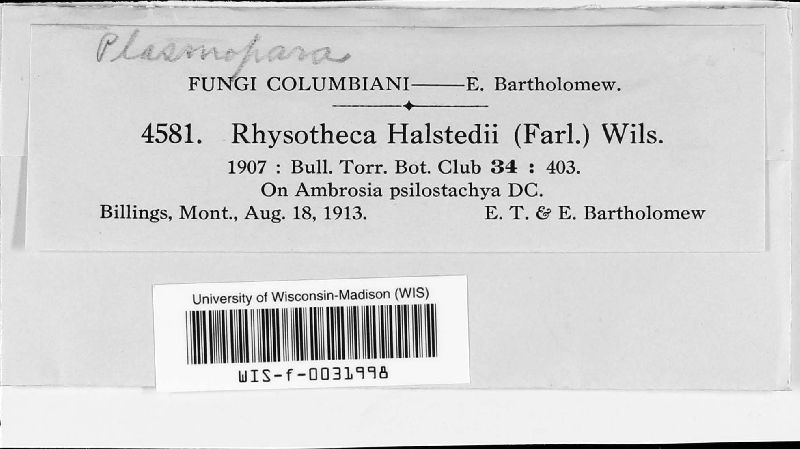 Plasmopara
FUNGI COLUMBIANI——E. Bartholomew.
4581. Rhysotheca Halstedii (Farl.) Wils.
1907 : Bull. Torr. Bot. Club 34 : 403.
On Ambrosia psilostachya DC.
Billings, Mont., Aug. 18, 1913. E. T. & E. Bartholomew
University of Wisconsin-Madison (WIS)
WIS-f-0031998